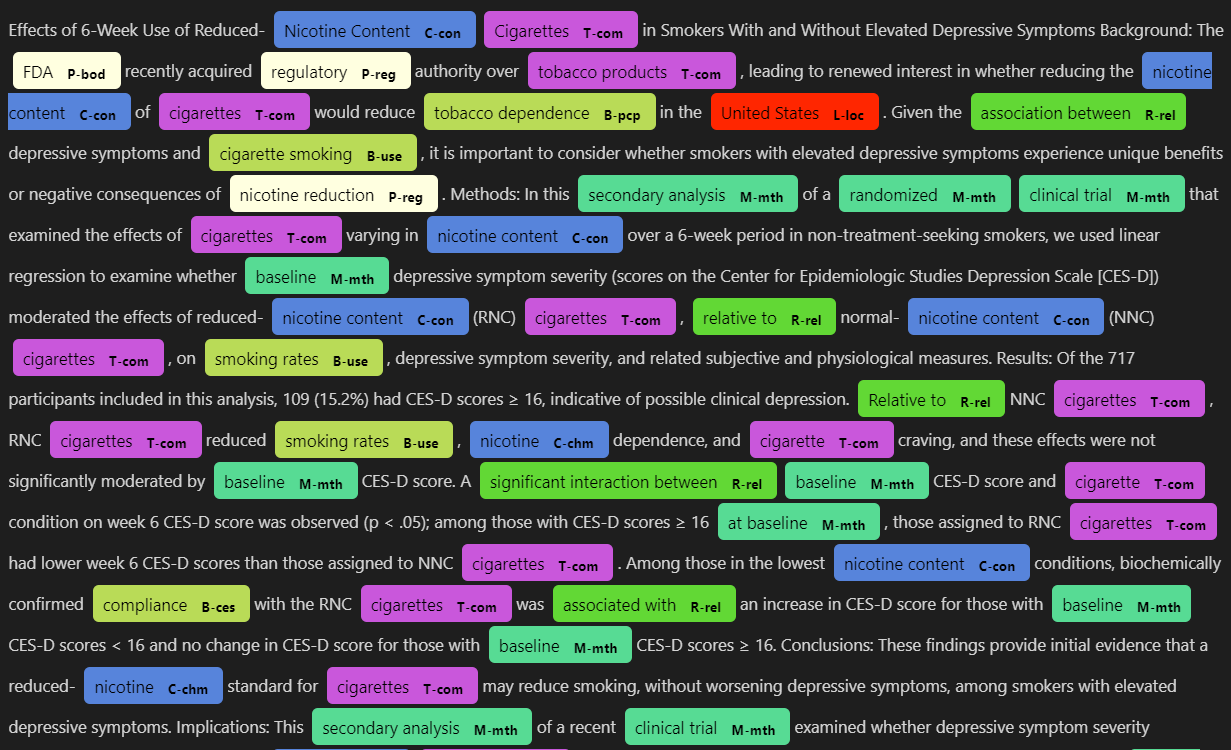 Effects of 6-Week Use of Reduced- Nicotine Content C-con Cigarettes T-com in Smokers With and Without Elevated Depressive Symptoms Background: The
FDA P-bod recently acquired regulatory P-reg authority over tobacco products T-com , leading to renewed interest in whether reducing the nicotine
content C-con of cigarettes T-com would reduce tobacco dependence B-pcp in the United States L-loc . Given the association between R-rel
depressive symptoms and cigarette smoking B-use , it is important to consider whether smokers with elevated depressive symptoms experience unique benefits
or negative consequences of nicotine reduction P-reg . Methods: In this secondary analysis M-mth of a randomized M-mth clinical trial M-mth that
examined the effects of cigarettes T-com varying in nicotine content C-con over a 6-week period in non-treatment-seeking smokers, we used linear
regression to examine whether baseline M-mth depressive symptom severity (scores on the Center for Epidemiologic Studies Depression Scale [CES-D])
moderated the effects of reduced- nicotine content C-con (RNC) cigarettes T-com , relative to R-rel normal- nicotine content C-con (NNC)
cigarettes T-com , on smoking rates B-use , depressive symptom severity, and related subjective and physiological measures. Results: Of the 717
participants included in this analysis, 109 (15.2%) had CES-D scores ≥ 16, indicative of possible clinical depression. Relative to R-rel NNC cigarettes T-com ,
RNC cigarettes T-com reduced smoking rates B-use , nicotine C-chm dependence, and cigarette T-com craving, and these effects were not
significantly moderated by baseline M-mth CES-D score. A significant interaction between R-rel baseline M-mth CES-D score and cigarette T-com
condition on week 6 CES-D score was observed (p < .05); among those with CES-D scores ≥ 16 at baseline M-mth , those assigned to RNC cigarettes T-com
had lower week 6 CES-D scores than those assigned to NNC cigarettes T-com . Among those in the lowest nicotine content C-con conditions, biochemically
confirmed compliance B-ces with the RNC cigarettes T-com was associated with R-rel an increase in CES-D score for those with baseline M-mth
CES-D scores < 16 and no change in CES-D score for those with baseline M-mth CES-D scores ≥ 16. Conclusions: These findings provide initial evidence that a
reduced- nicotine C-chm standard for cigarettes T-com may reduce smoking, without worsening depressive symptoms, among smokers with elevated
depressive symptoms. Implications: This secondary analysis M-mth of a recent clinical trial M-mth examined whether depressive symptom severity